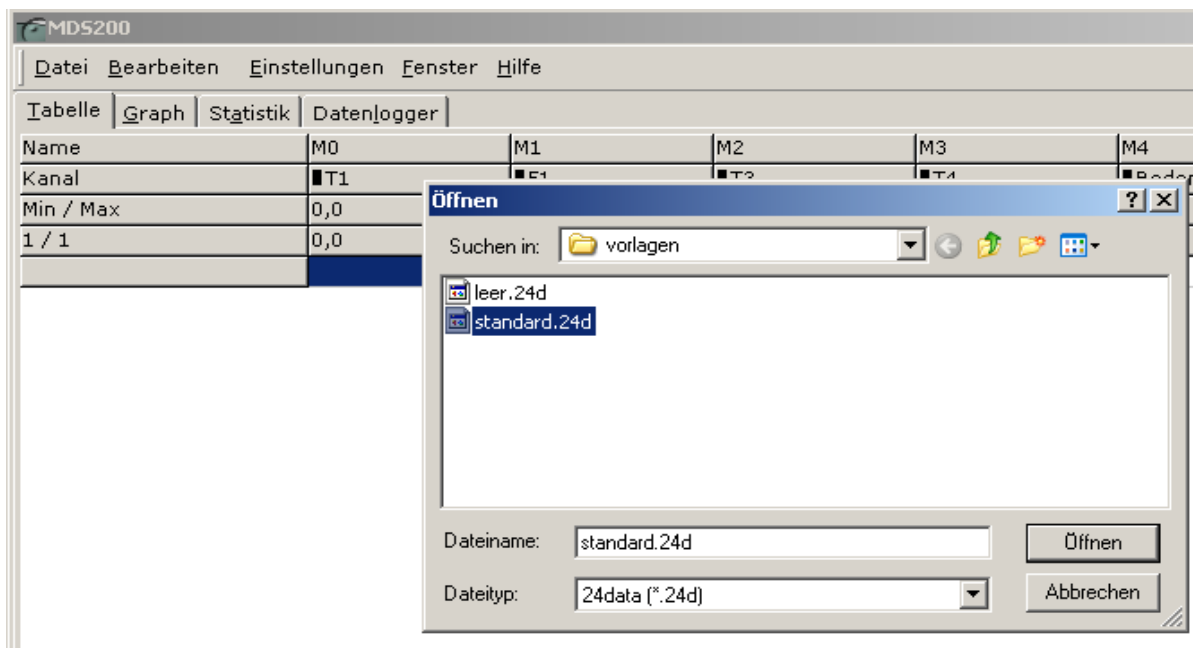 MDS200
Datei Bearbeiten Einstellungen Fenster Hilfe
Tabelle Graph Statistik Datenlogger
Name M0 M1 M2 M3 M4
Kanal T1
Min / Max 0,0
1 / 1 0,0
Öffnen
Suchen in: vorlagen
leer.24d
standard.24d
Dateiname: standard.24d Öffnen
Dateityp: 24data (*.24d) Abbrechen